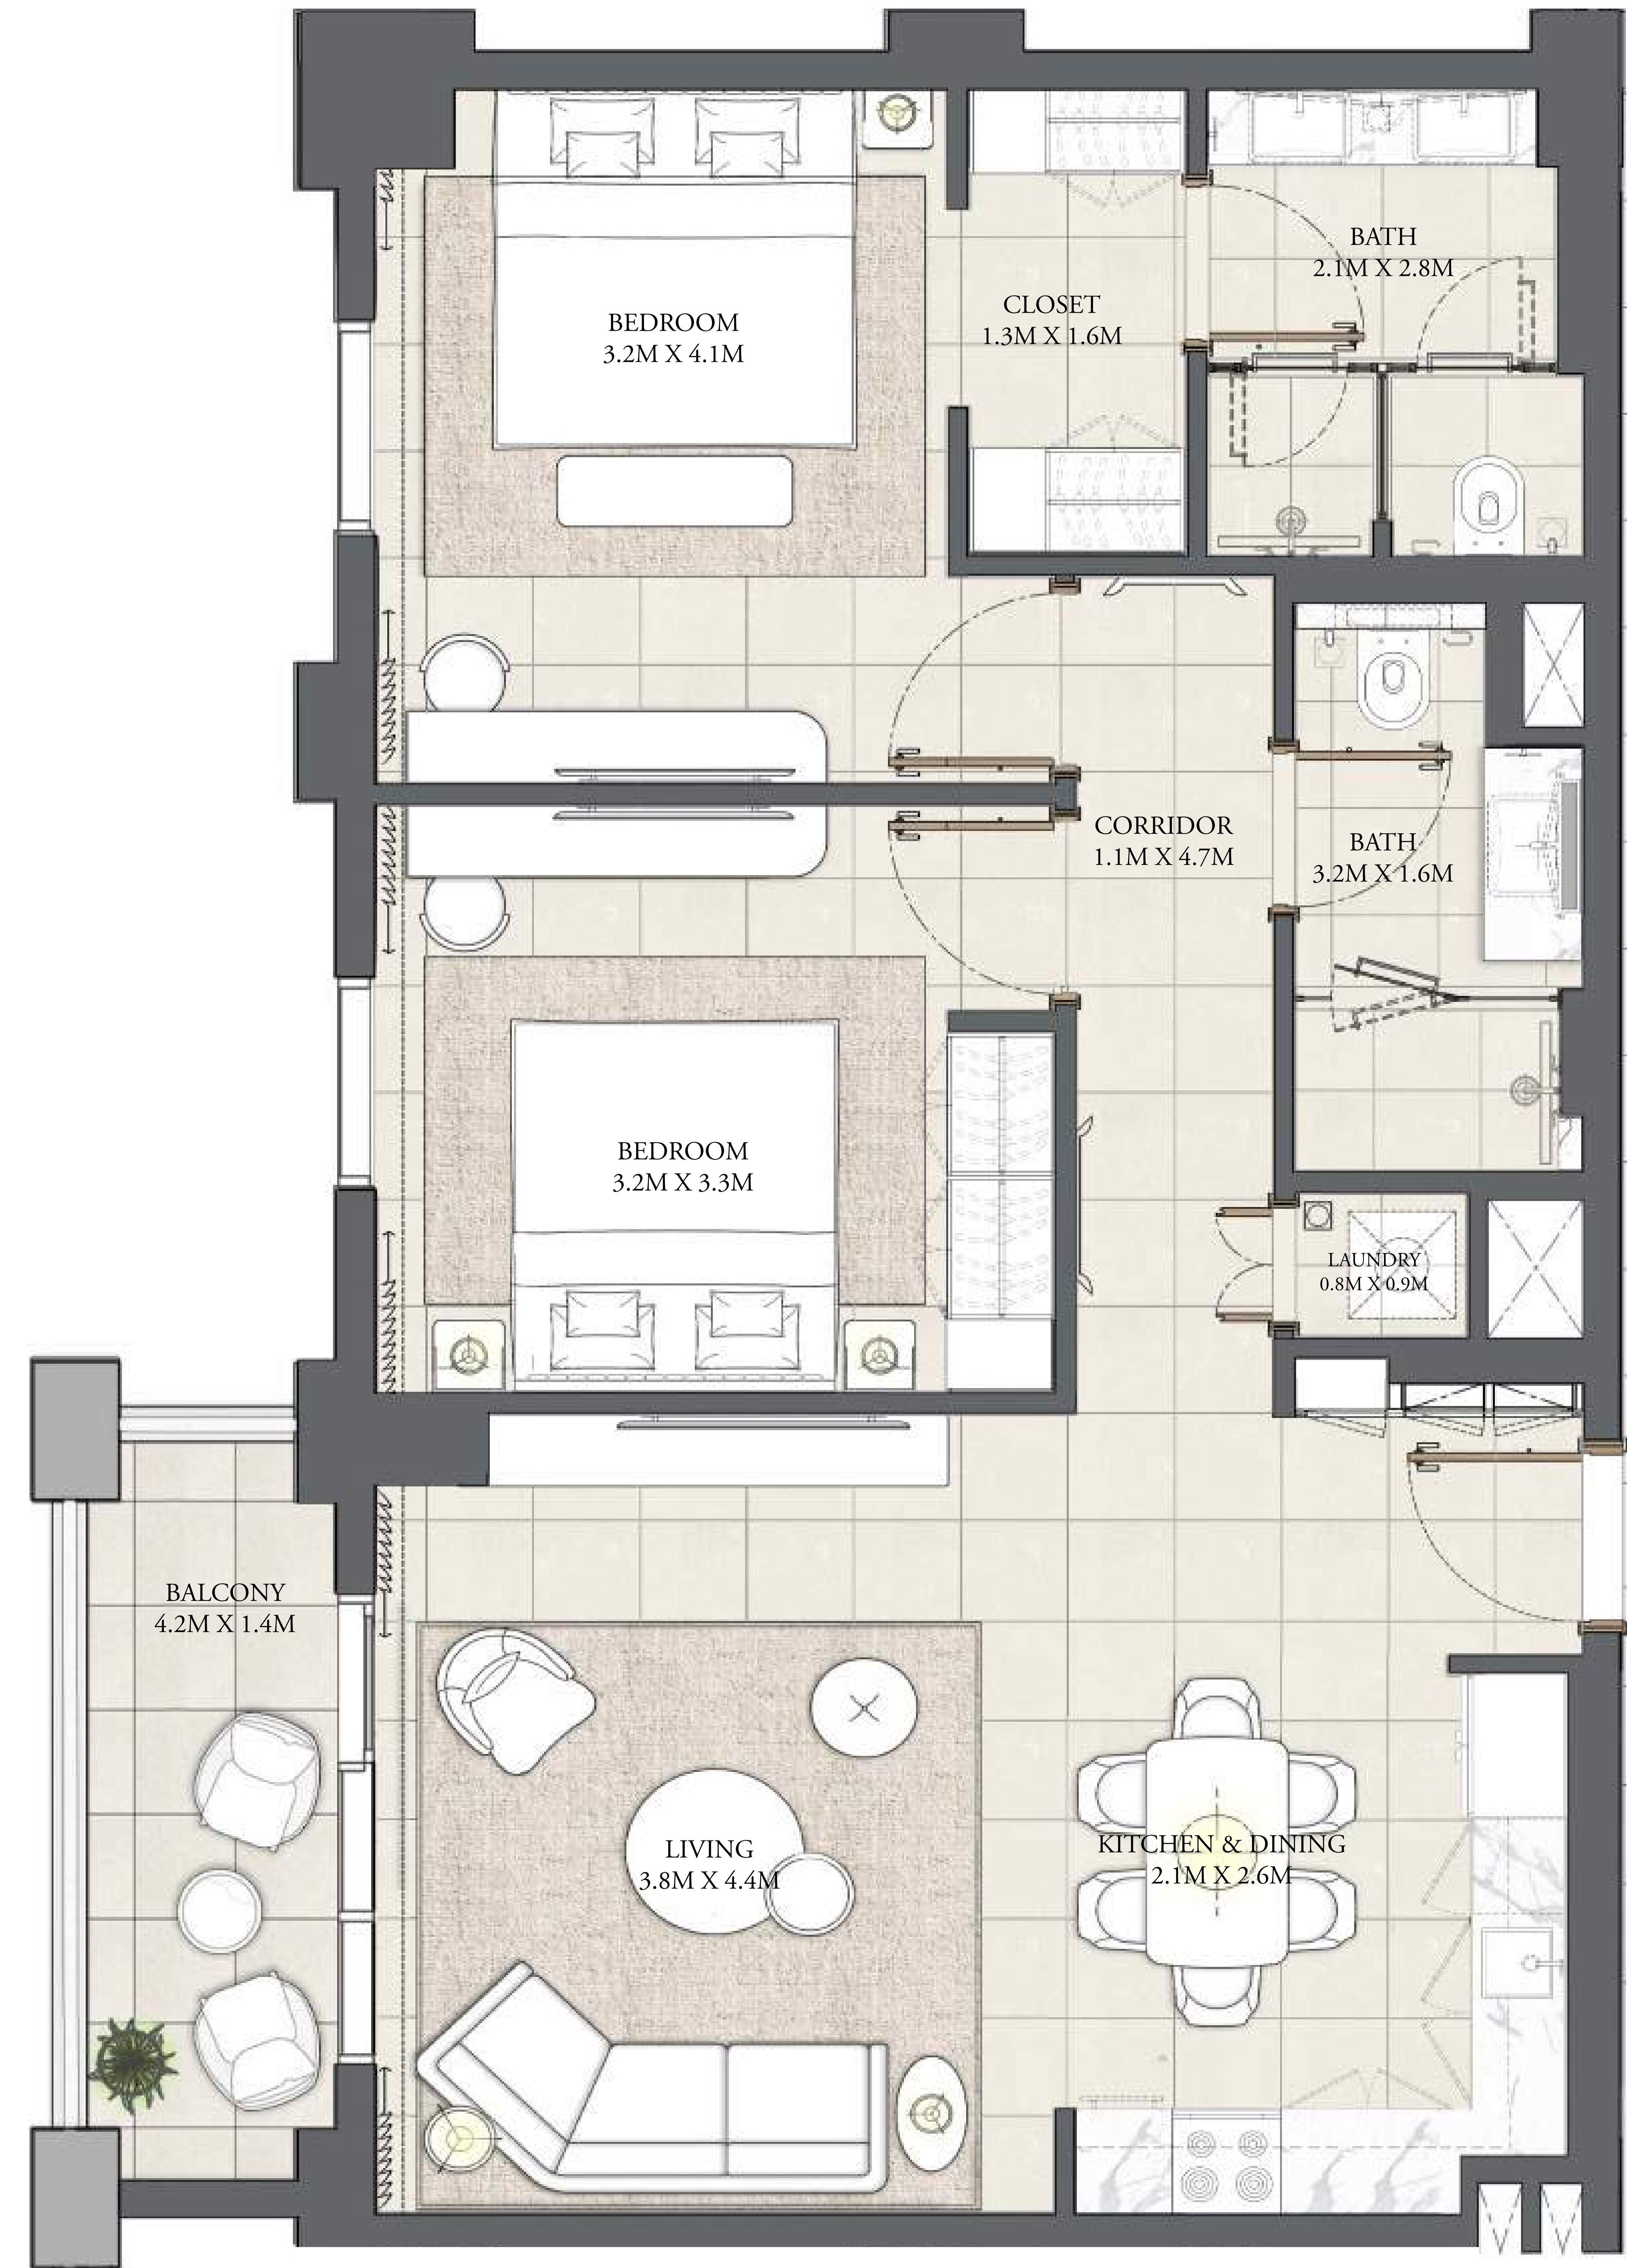 BATH
2.1M X 2.8M
CLOSET
1.3M X 1.6M
BEDROOM
3.2M X 4.1M
CORRIDOR
1.1M X 4.7M
BATH
3.2M X 1.6M
BEDROOM
3.2M X 3.3M
LAUNDRY
0.8M X 0.9M
BALCONY
4.2M X 1.4M
LIVING
3.8M X 4.4M
KITCHEN & DINING
2.1M X 2.6M